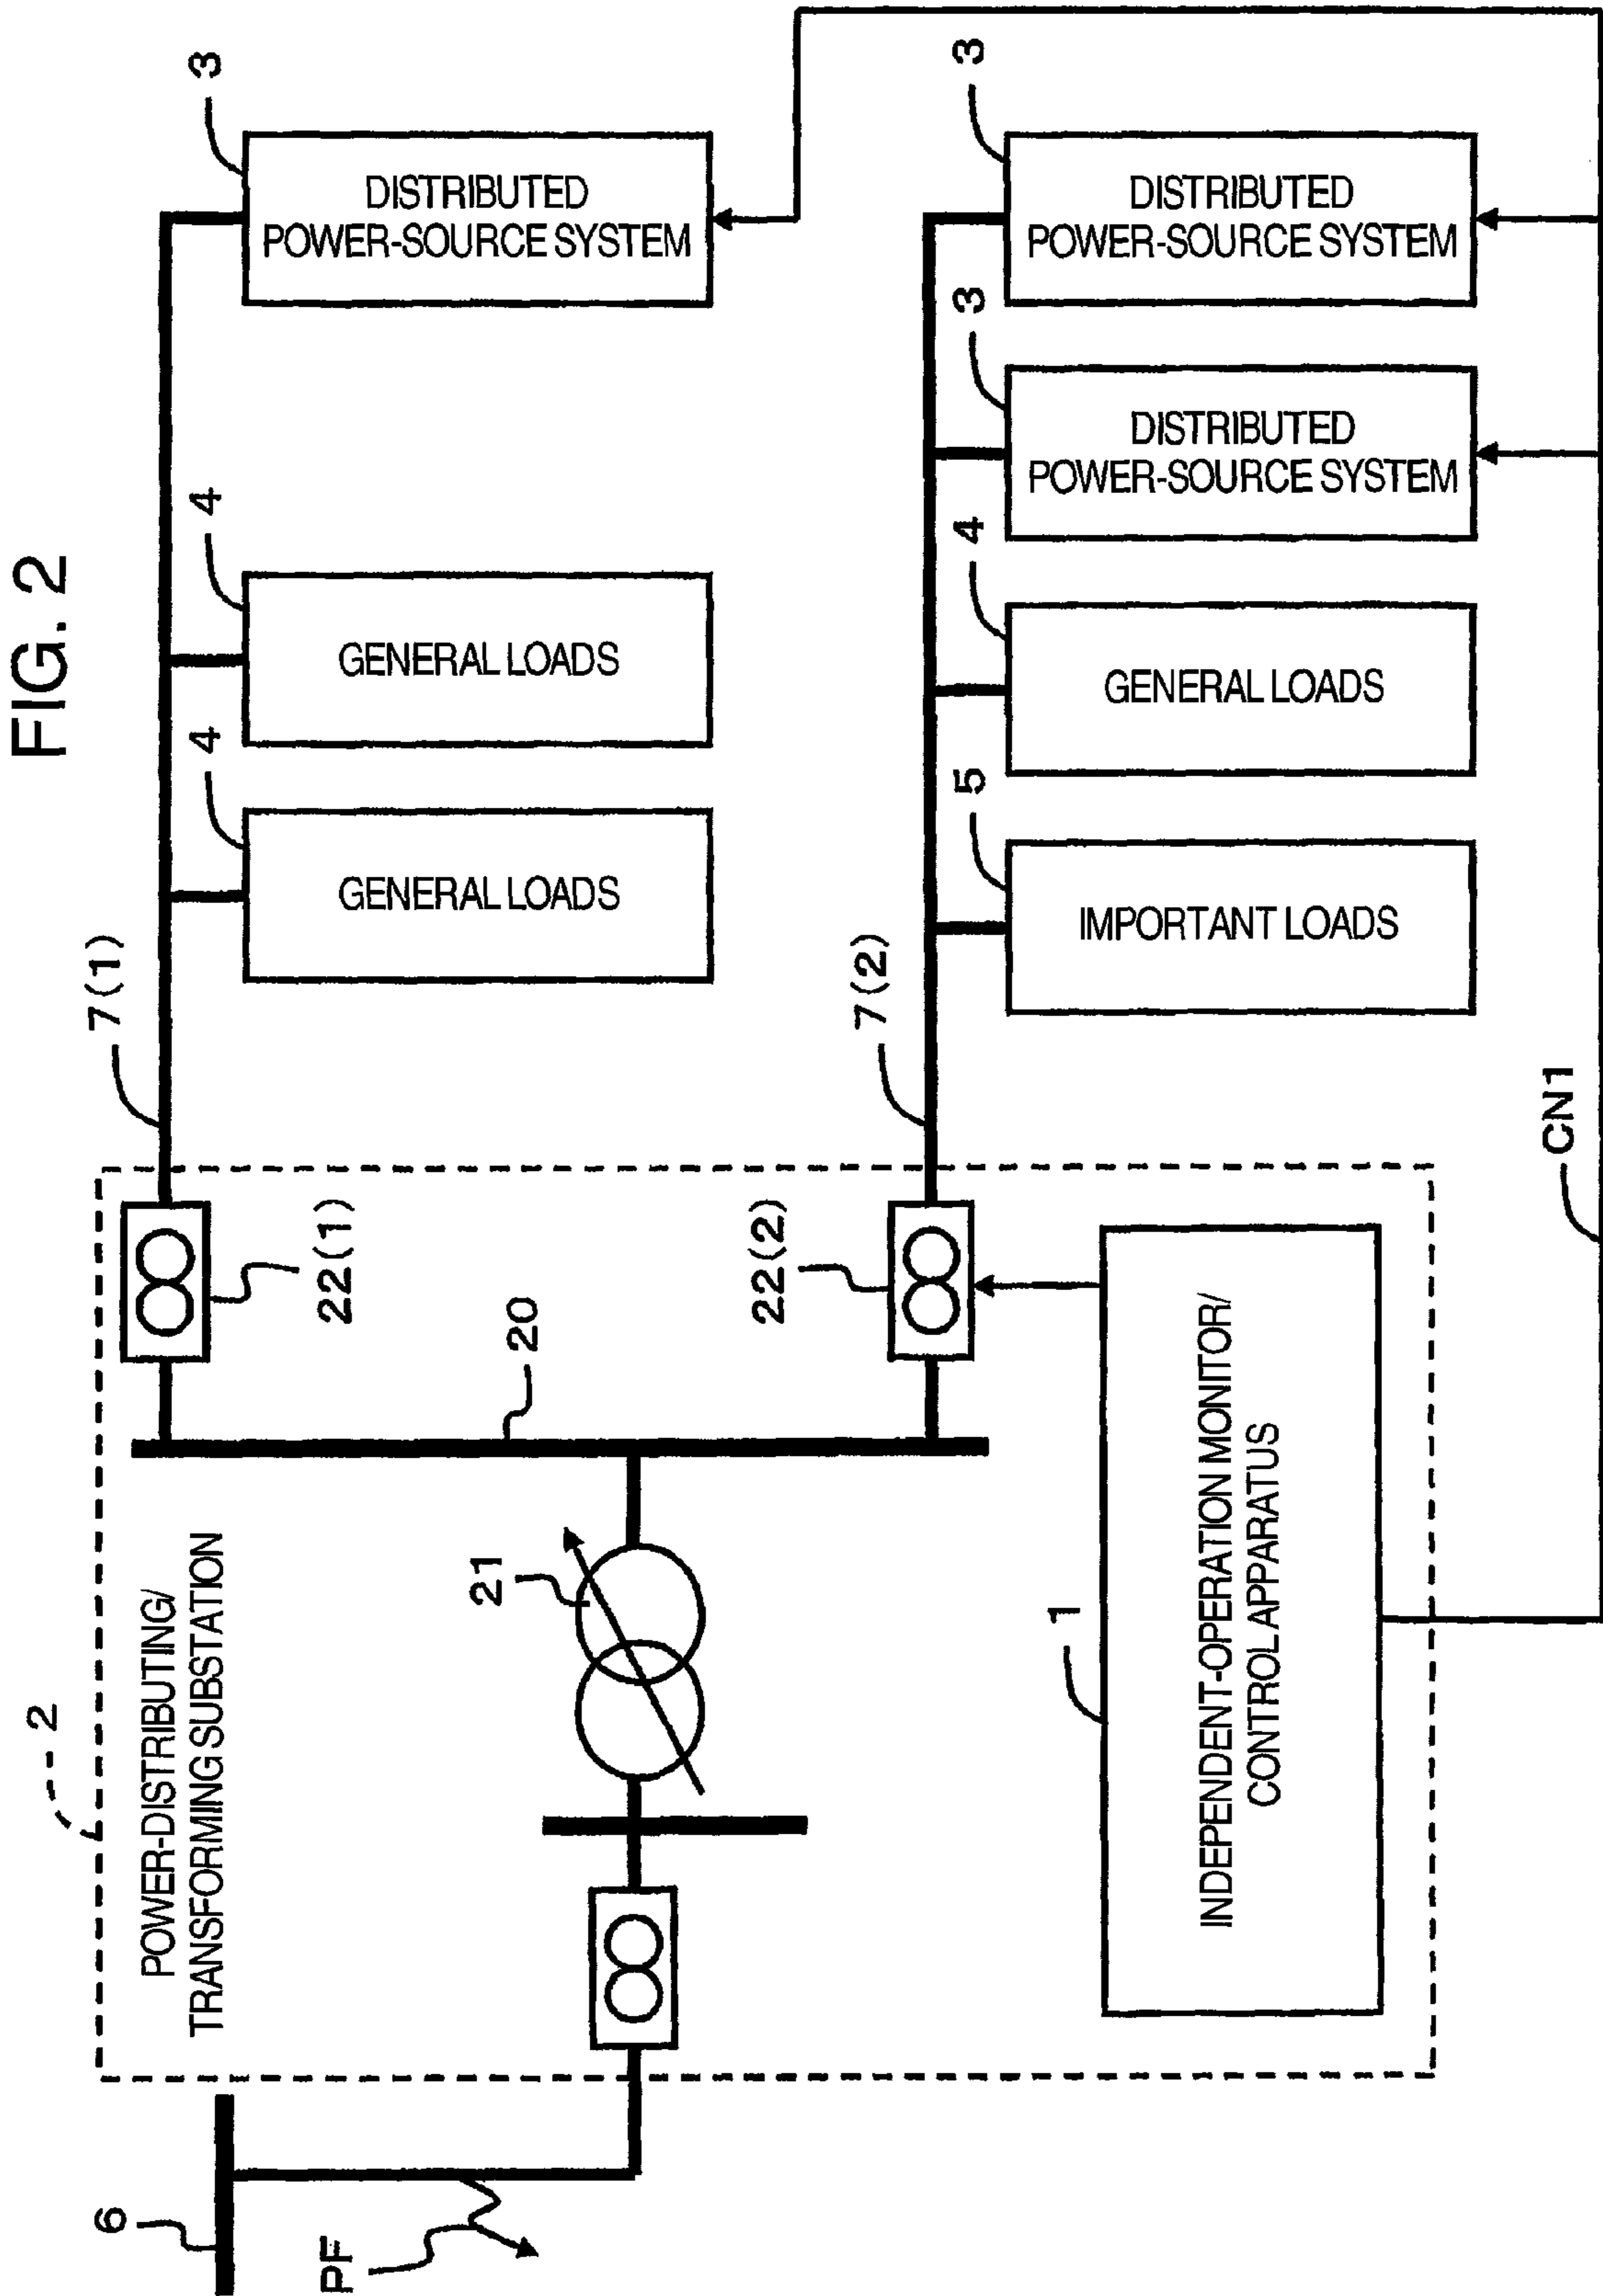 FIG. 2
6
PF
2
POWER-DISTRIBUTING/
TRANSFORMING SUBSTATION
21
20
22(1)
22(2)
1
INDEPENDENT-OPERATION MONITOR/
CONTROL APPARATUS
7(1)
4
GENERAL LOADS
4
GENERAL LOADS
3
DISTRIBUTED
POWER-SOURCE SYSTEM
7(2)
5
IMPORTANT LOADS
4
GENERAL LOADS
3
DISTRIBUTED
POWER-SOURCE SYSTEM
3
DISTRIBUTED
POWER-SOURCE SYSTEM
CN1